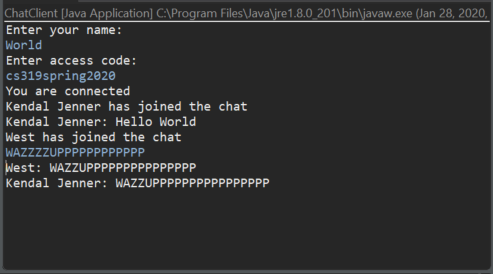 ChatClient [Java Application] C:\Program Files\Java\jre1.8.0_201\bin\javaw.exe (Jan 28, 2020,
Enter your name:
World
Enter access code:
cs319spring2020
You are connected
Kendal Jenner has joined the chat
Kendal Jenner: Hello World
West has joined the chat
WAZZZZUPPPPPPPPPPPP
West: WAZZUPPPPPPPPPPPPPPP
Kendal Jenner: WAZZUPPPPPPPPPPPPPPPP